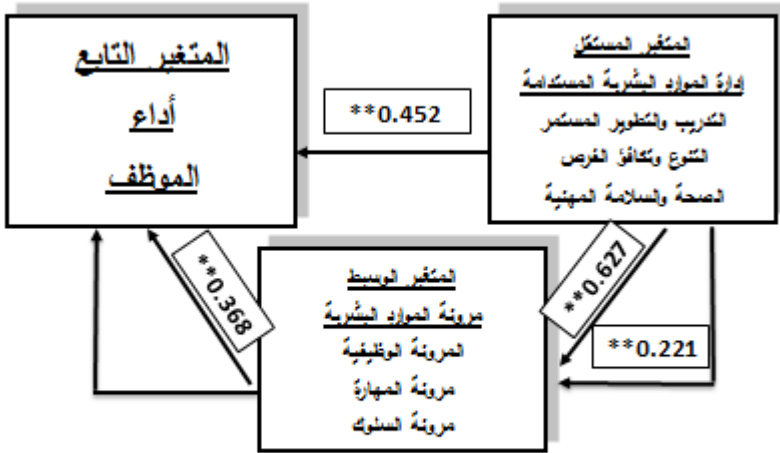 المتغير المستقل
إدارة الموارد البشرية المستدامة
التدريب والتطوير المستمر
التنوع وتكافؤ الفرص
الصحة والسلامة المهنية
**0.452
المتغير التابع
أداء
الموظف
**0.627
**0.221
**0.368
المتغير الوسيط
مرونة الموارد البشرية
المرونة الوظيفية
مرونة المهارة
مرونة السلوك